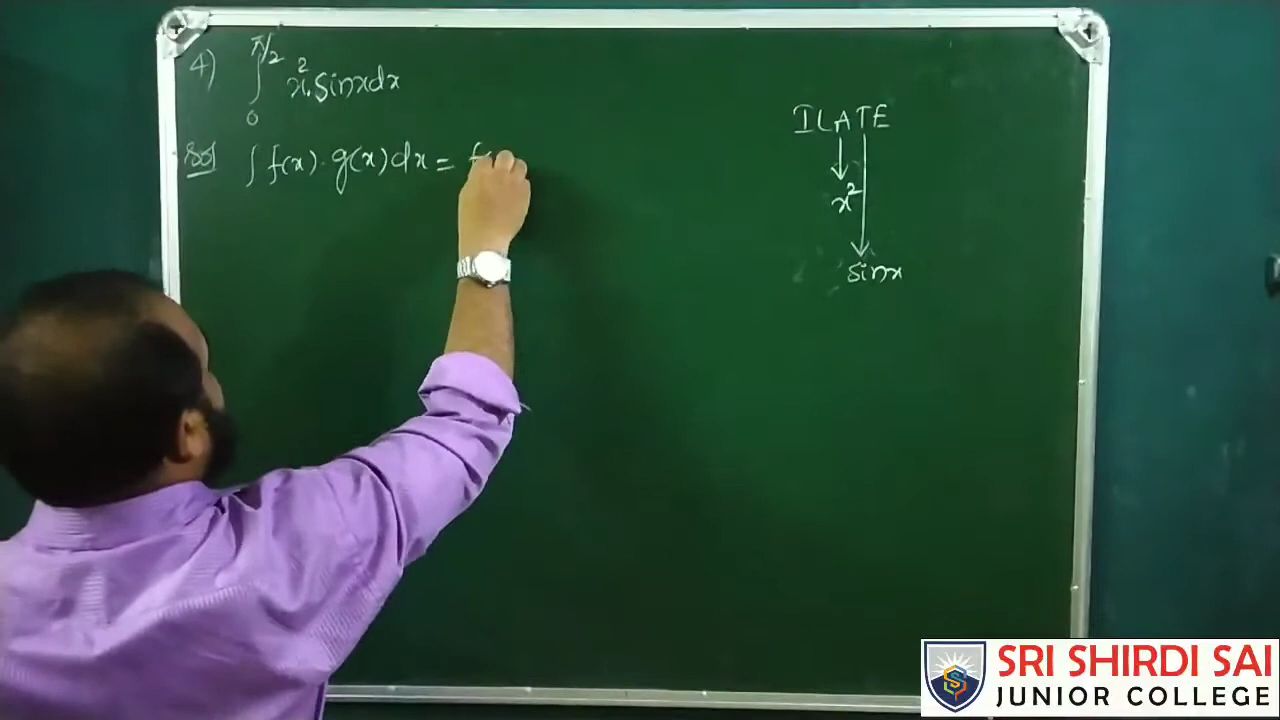 4) ∫₀^π/2 x². sinx dx
Sol ∫ f(x) . g(x) dx = f(
ILATE
x²
sinx
SRI SHIRDI SAI
JUNIOR COLLEGE